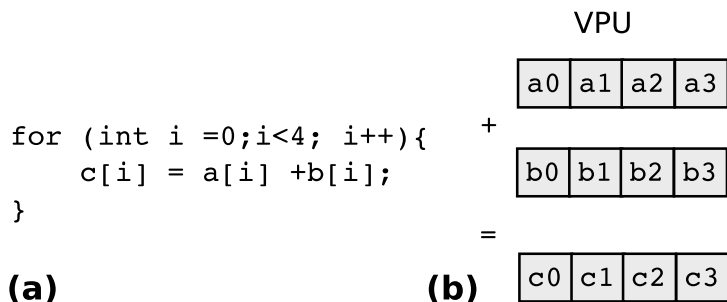 VPU
a0 a1 a2 a3
for (int i =0;i<4; i++){
+
c[i] = a[i] +b[i];
b0 b1 b2 b3
}
=
(a)
(b)
c0 c1 c2 c3